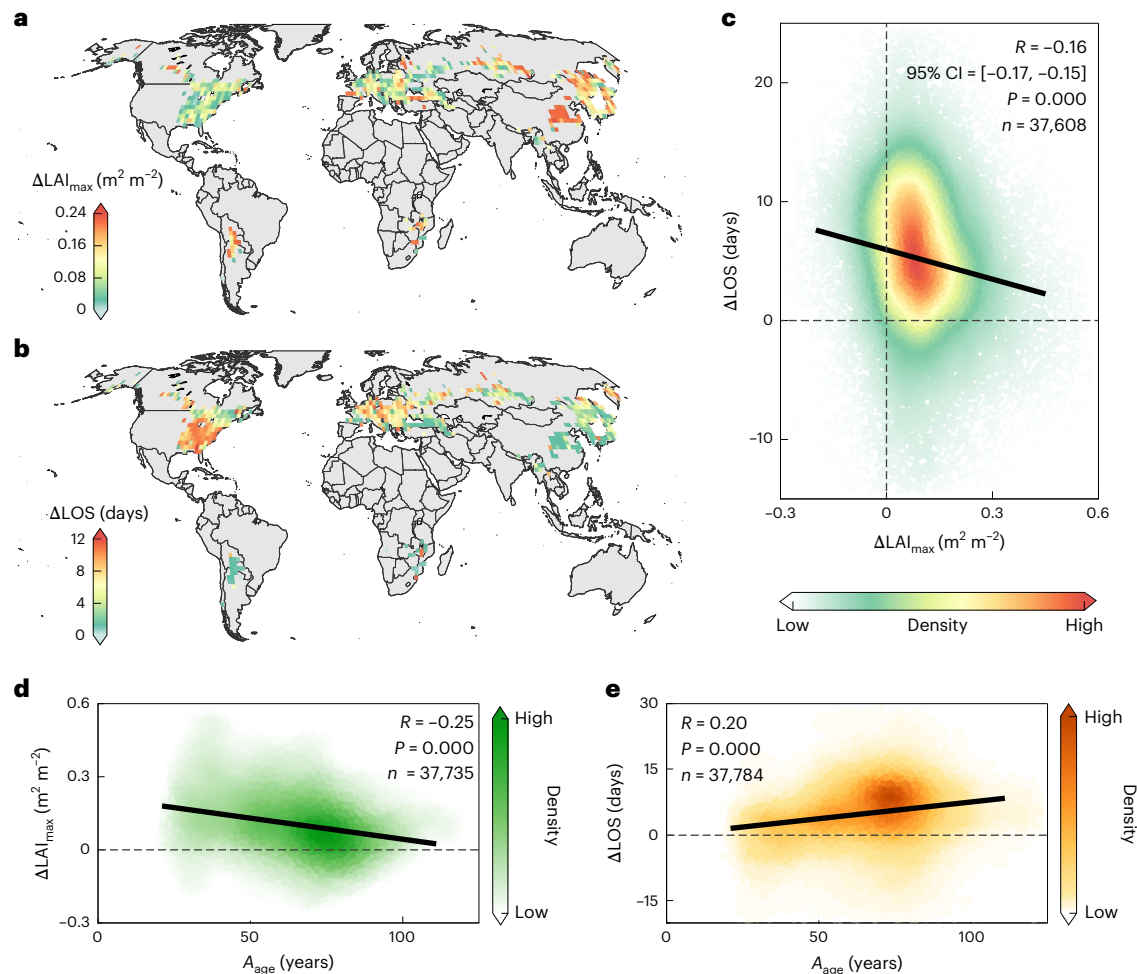 a
ΔLAImax (m² m⁻²)
0.24
0.16
0.08
0
b
ΔLOS (days)
12
8
4
0
c
R = −0.16
95% CI = [−0.17, −0.15]
P = 0.000
n = 37,608
20
10
0
−10
ΔLOS (days)
−0.3
0
0.3
0.6
ΔLAImax (m² m⁻²)
Low
Density
High
d
R = −0.25
P = 0.000
n = 37,735
0.6
0.3
0
−0.3
ΔLAImax (m² m⁻²)
0
50
100
Aage (years)
High
Density
Low
e
R = 0.20
P = 0.000
n = 37,784
30
15
0
−15
ΔLOS (days)
0
50
100
Aage (years)
High
Density
Low